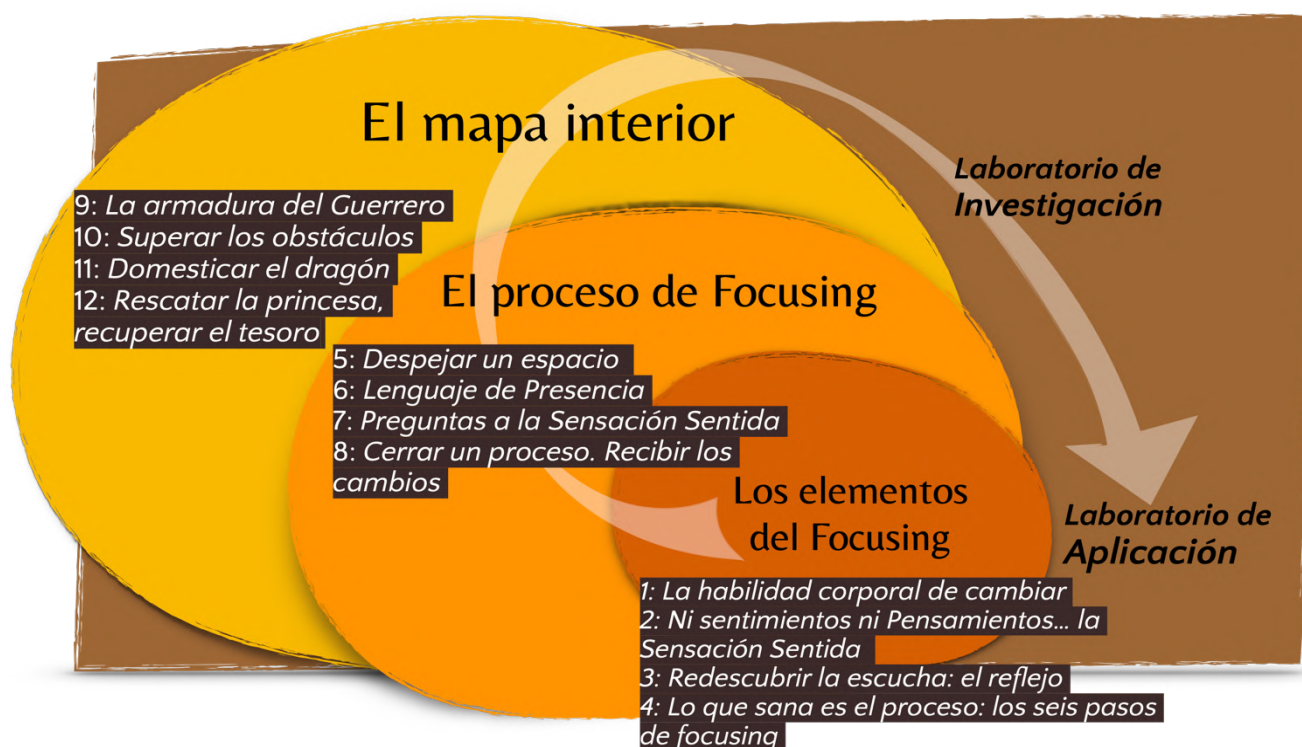 El mapa interior
9: La armadura del Guerrero
10: Superar los obstáculos
11: Domesticar el dragón
12: Rescatar la princesa,
recuperar el tesoro
El proceso de Focusing
5: Despejar un espacio
6: Lenguaje de Presencia
7: Preguntas a la Sensación Sentida
8: Cerrar un proceso. Recibir los
cambios
Los elementos
del Focusing
1: La habilidad corporal de cambiar
2: Ni sentimientos ni Pensamientos... la
Sensación Sentida
3: Redescubrir la escucha: el reflejo
4: Lo que sana es el proceso: los seis pasos
de focusing
Laboratorio de
Investigación
Laboratorio de
Aplicación